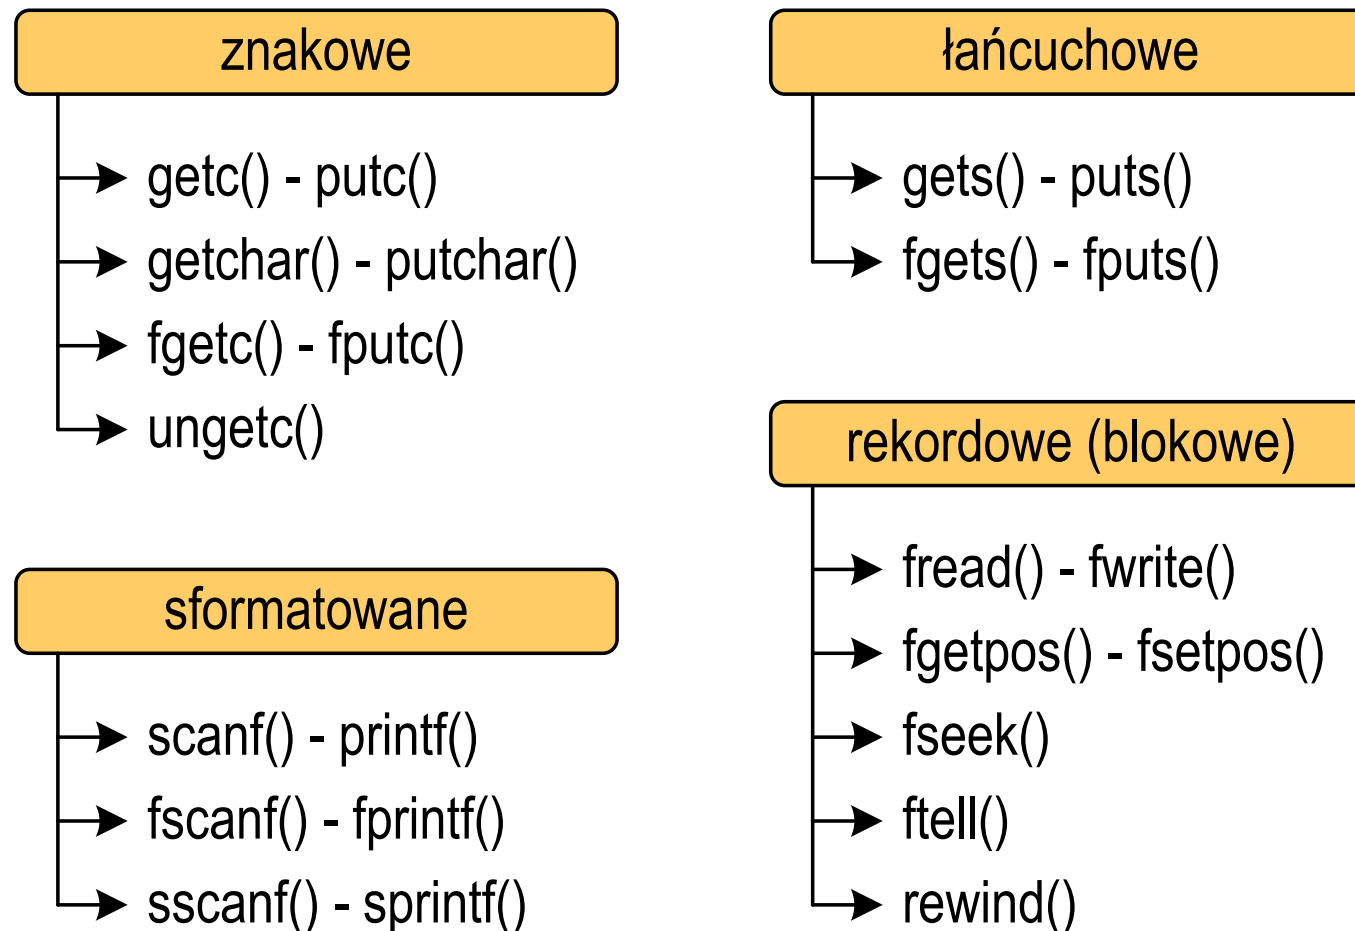 znakowe
getc() - putc()
getchar() - putchar()
fgetc() - fputc()
ungetc()
sformatowane
scanf() - printf()
fscanf() - fprintf()
sscanf() - sprintf()
łańcuchowe
gets() - puts()
fgets() - fputs()
rekordowe (blokowe)
fread() - fwrite()
fgetpos() - fsetpos()
fseek()
ftell()
rewind()